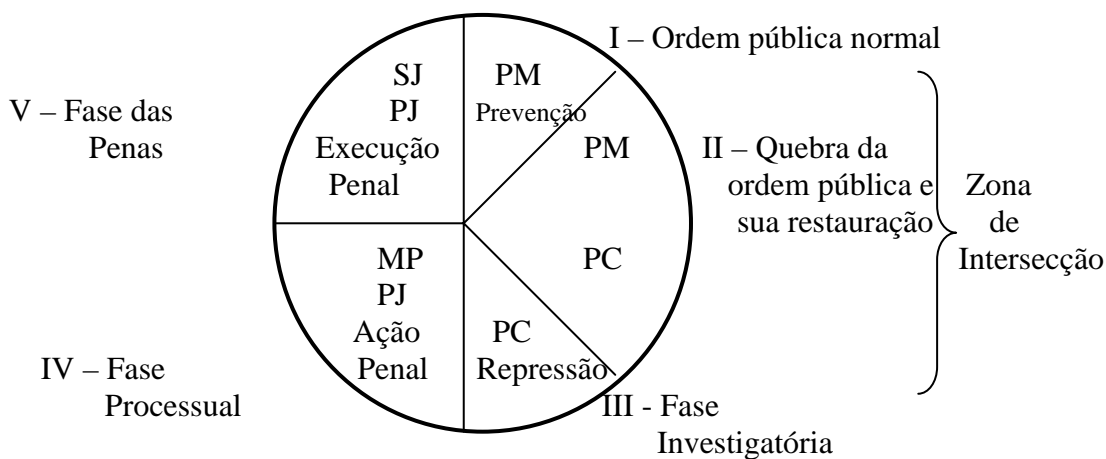 I – Ordem pública normal
SJ
PJ
Execução
Penal
PM
Prevenção
V – Fase das
Penas
PM
II – Quebra da
ordem pública e
sua restauração
Zona
de
Intersecção
PC
MP
PJ
Ação
Penal
PC
Repressão
IV – Fase
Processual
III - Fase
Investigatória